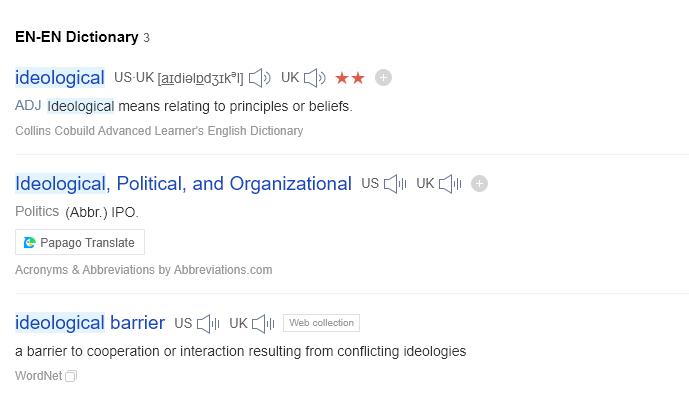 EN-EN Dictionary 3
ideological US·UK [aɪdiəlɒdʒɪkᵊl] UK ★★
ADJ Ideological means relating to principles or beliefs.
Collins Cobuild Advanced Learner's English Dictionary
Ideological, Political, and Organizational US UK
Politics (Abbr.) IPO.
Papago Translate
Acronyms & Abbreviations by Abbreviations.com
ideological barrier US UK Web collection
a barrier to cooperation or interaction resulting from conflicting ideologies
WordNet